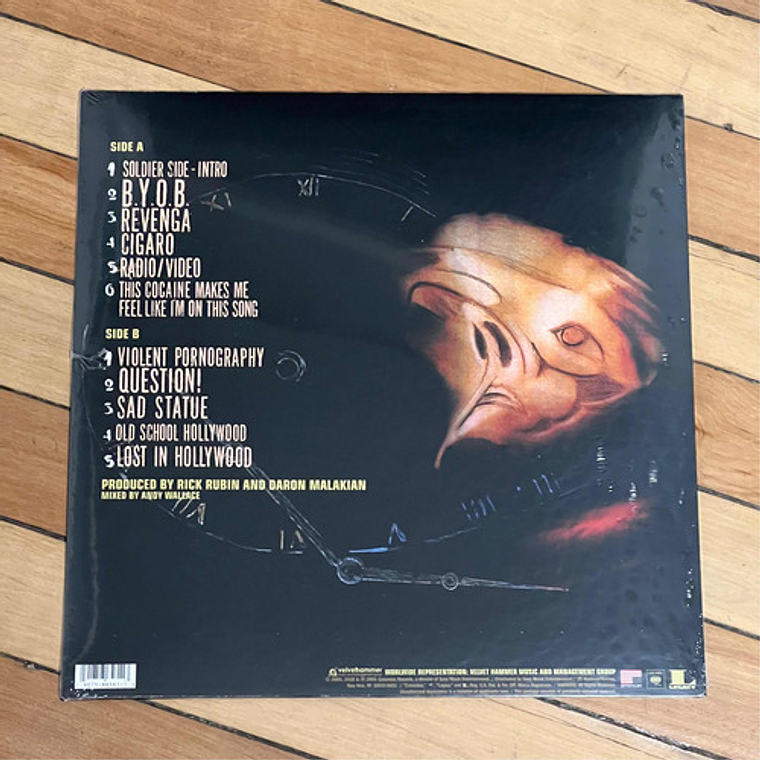 SIDE A
1 SOLDIER SIDE - INTRO
2 B.Y.O.B.
3 REVENGA
4 CIGARO
5 RADIO/VIDEO
6 THIS COCAINE MAKES ME
FEEL LIKE I'M ON THIS SONG
SIDE B
1 VIOLENT PORNOGRAPHY
2 QUESTION!
3 SAD STATUE
4 OLD SCHOOL HOLLYWOOD
5 LOST IN HOLLYWOOD
PRODUCED BY RICK RUBIN AND DARON MALAKIAN
MIXED BY ANDY WALLACE
XI XII I
velvethammer WORLDWIDE REPRESENTATION: VELVET HAMMER MUSIC AND MANAGEMENT GROUP